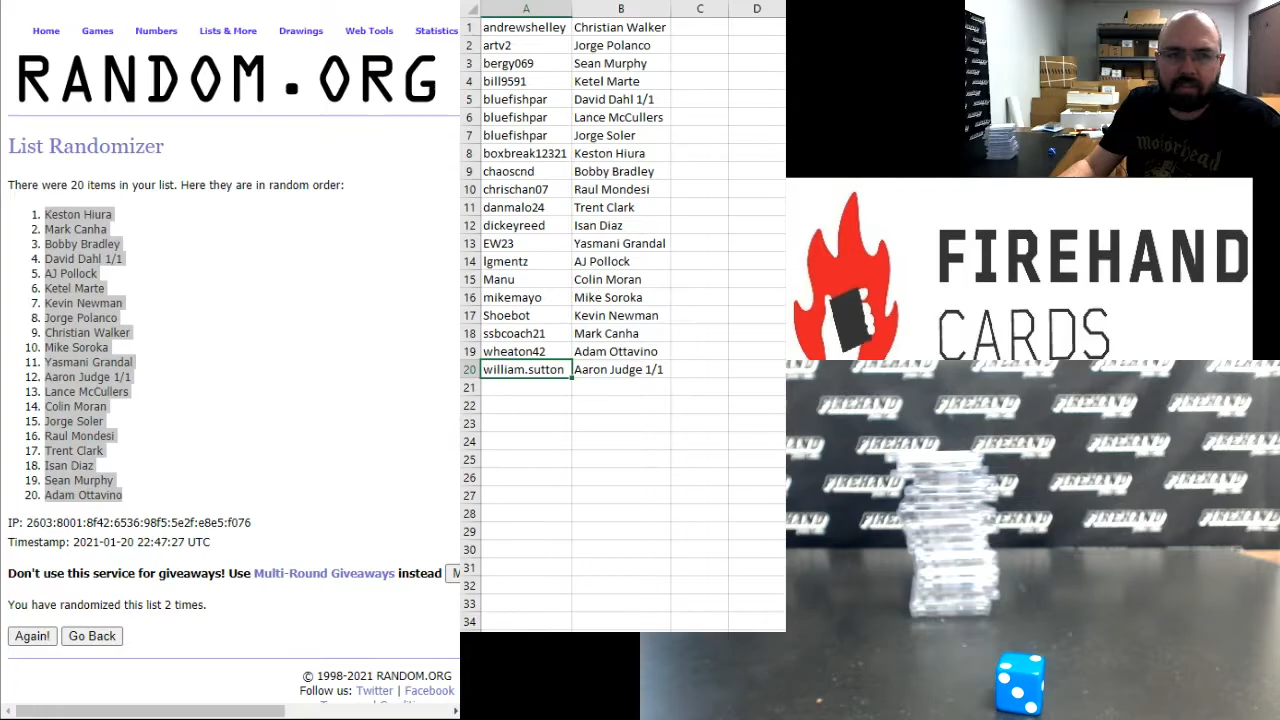 Home Games Numbers Lists & More Drawings Web Tools Statistics
RANDOM.ORG
List Randomizer
There were 20 items in your list. Here they are in random order:
1. Keston Hiura
2. Mark Canha
3. Bobby Bradley
4. David Dahl 1/1
5. AJ Pollock
6. Ketel Marte
7. Kevin Newman
8. Jorge Polanco
9. Christian Walker
10. Mike Soroka
11. Yasmani Grandal
12. Aaron Judge 1/1
13. Lance McCullers
14. Colin Moran
15. Jorge Soler
16. Raul Mondesi
17. Trent Clark
18. Isan Diaz
19. Sean Murphy
20. Adam Ottavino
IP: 2603:8001:8f42:6536:98f5:5e2f:e8e5:f076
Timestamp: 2021-01-20 22:47:27 UTC
Don't use this service for giveaways! Use Multi-Round Giveaways instead
You have randomized this list 2 times.
Again! Go Back
© 1998-2021 RANDOM.ORG
Follow us: Twitter | Facebook
A B C D
1 andrewshelley Christian Walker
2 artv2 Jorge Polanco
3 bergy069 Sean Murphy
4 bill9591 Ketel Marte
5 bluefishpar David Dahl 1/1
6 bluefishpar Lance McCullers
7 bluefishpar Jorge Soler
8 boxbreak12321 Keston Hiura
9 chaoscnd Bobby Bradley
10 chrischan07 Raul Mondesi
11 danmalo24 Trent Clark
12 dickeyreed Isan Diaz
13 EW23 Yasmani Grandal
14 lgmentz AJ Pollock
15 Manu Colin Moran
16 mikemayo Mike Soroka
17 Shoebot Kevin Newman
18 ssbcoach21 Mark Canha
19 wheaton42 Adam Ottavino
20 william.sutton Aaron Judge 1/1
21
22
23
24
25
26
27
28
29
30
31
32
33
34
motörhead
FIREHAND
CARDS
FIREHAND FIREHAND FIREHAND FIREHAND
FIREHAND FIREHAND FIREHAND